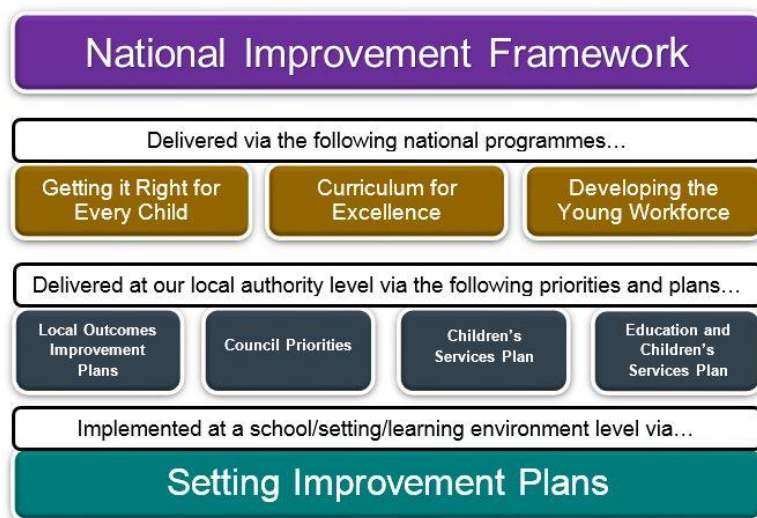 National Improvement Framework
Delivered via the following national programmes…
Getting it Right for
Every Child
Curriculum for
Excellence
Developing the
Young Workforce
Delivered at our local authority level via the following priorities and plans…
Local Outcomes
Improvement
Plans
Council Priorities
Children’s
Services Plan
Education and
Children’s
Services Plan
Implemented at a school/setting/learning environment level via…
Setting Improvement Plans